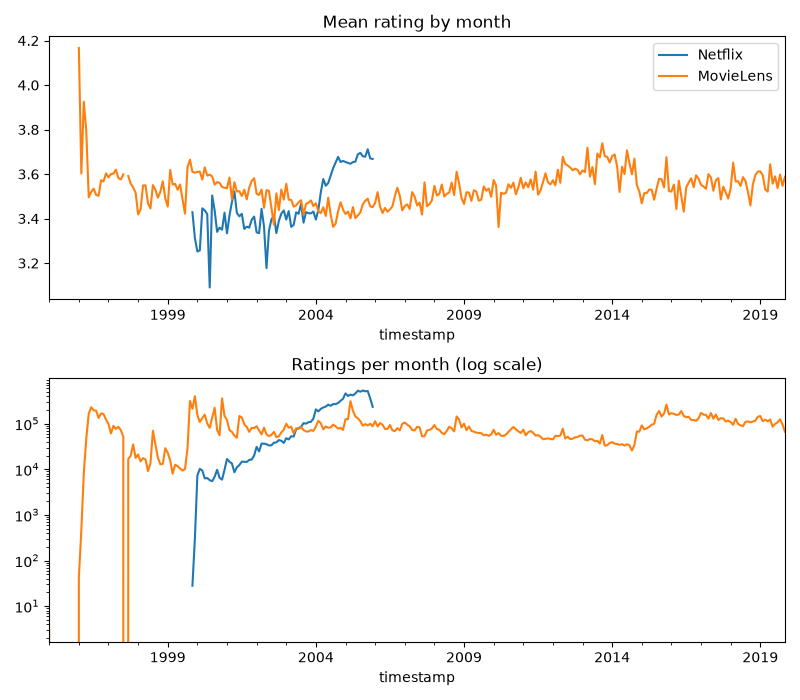 Mean rating by month
4.2
4.0
3.8
3.6
3.4
3.2
Netflix
MovieLens
1999 2004 2009 2014 2019
timestamp
Ratings per month (log scale)
10^5
10^4
10^3
10^2
10^1
1999 2004 2009 2014 2019
timestamp